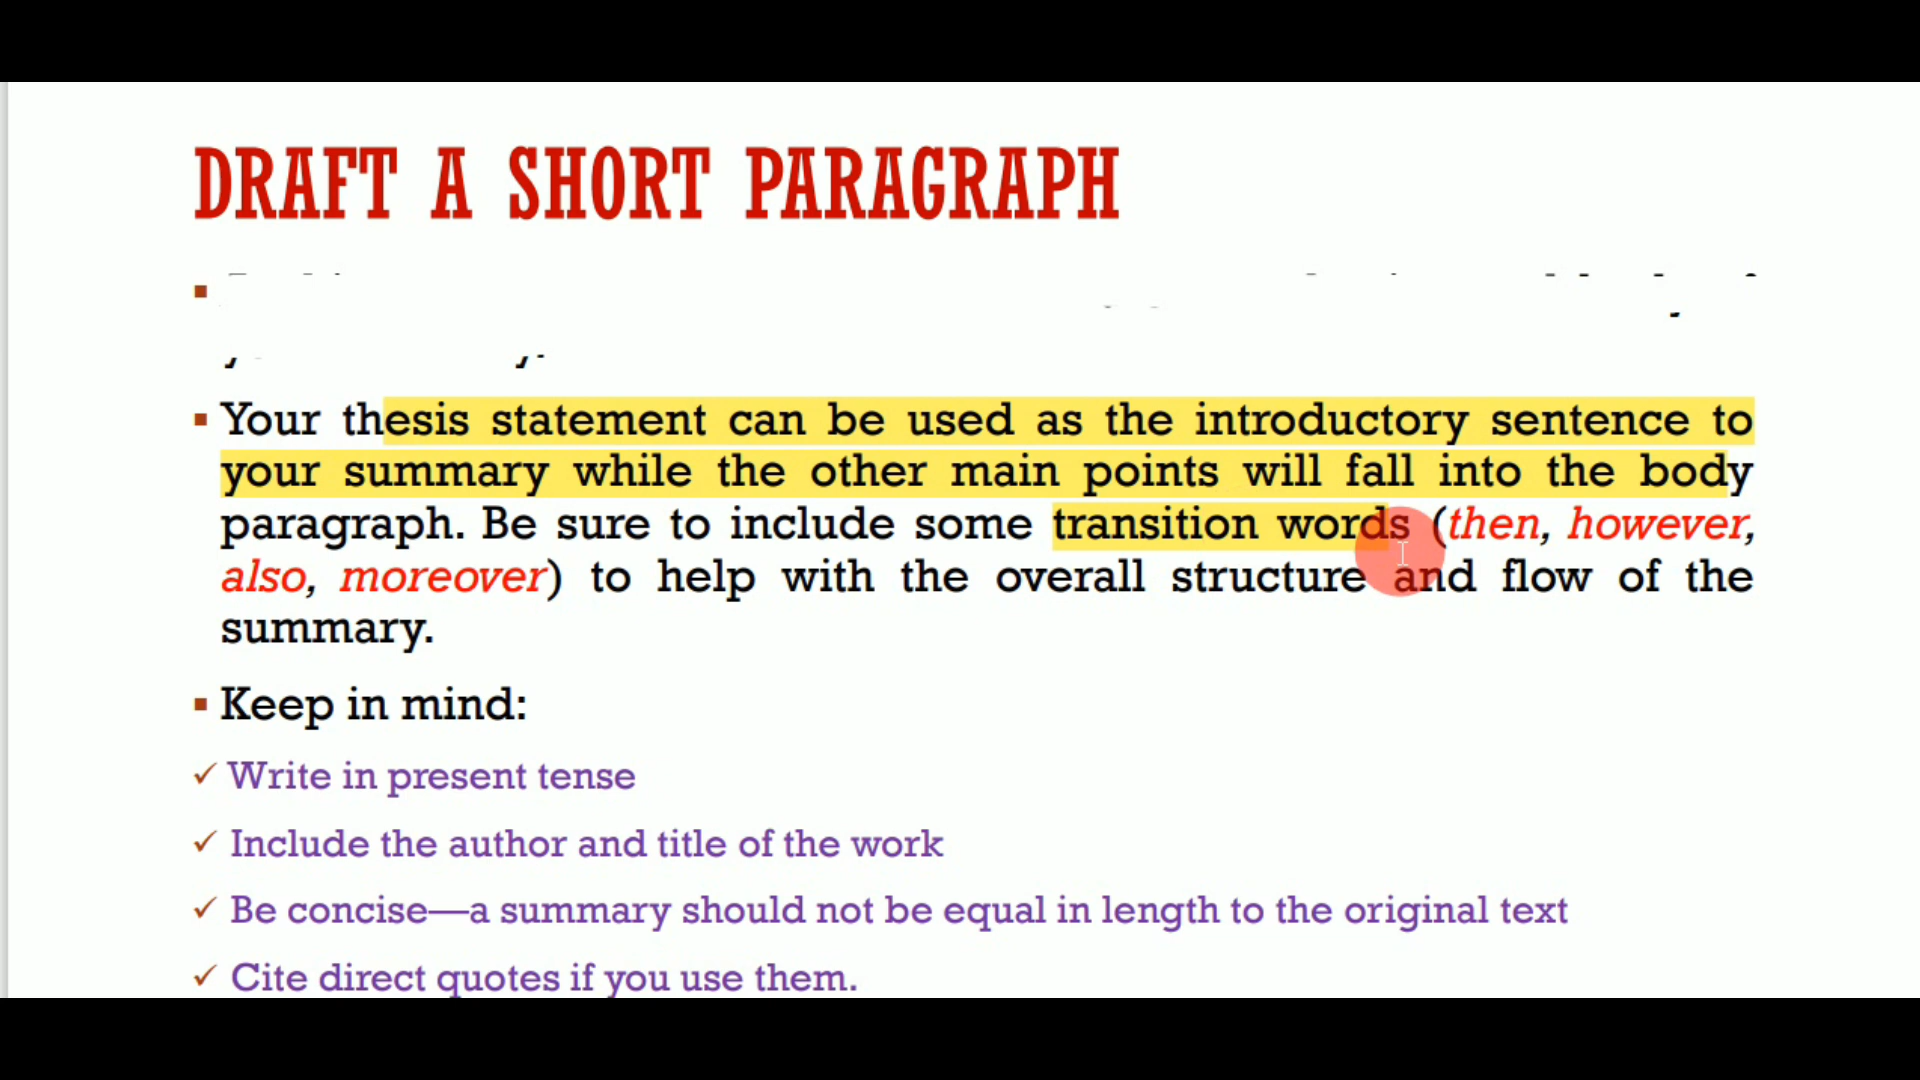 DRAFT A SHORT PARAGRAPH
Your thesis statement can be used as the introductory sentence to
your summary while the other main points will fall into the body
paragraph. Be sure to include some transition words (then, however,
also, moreover) to help with the overall structure and flow of the
summary.
Keep in mind:
Write in present tense
Include the author and title of the work
Be concise—a summary should not be equal in length to the original text
Cite direct quotes if you use them.